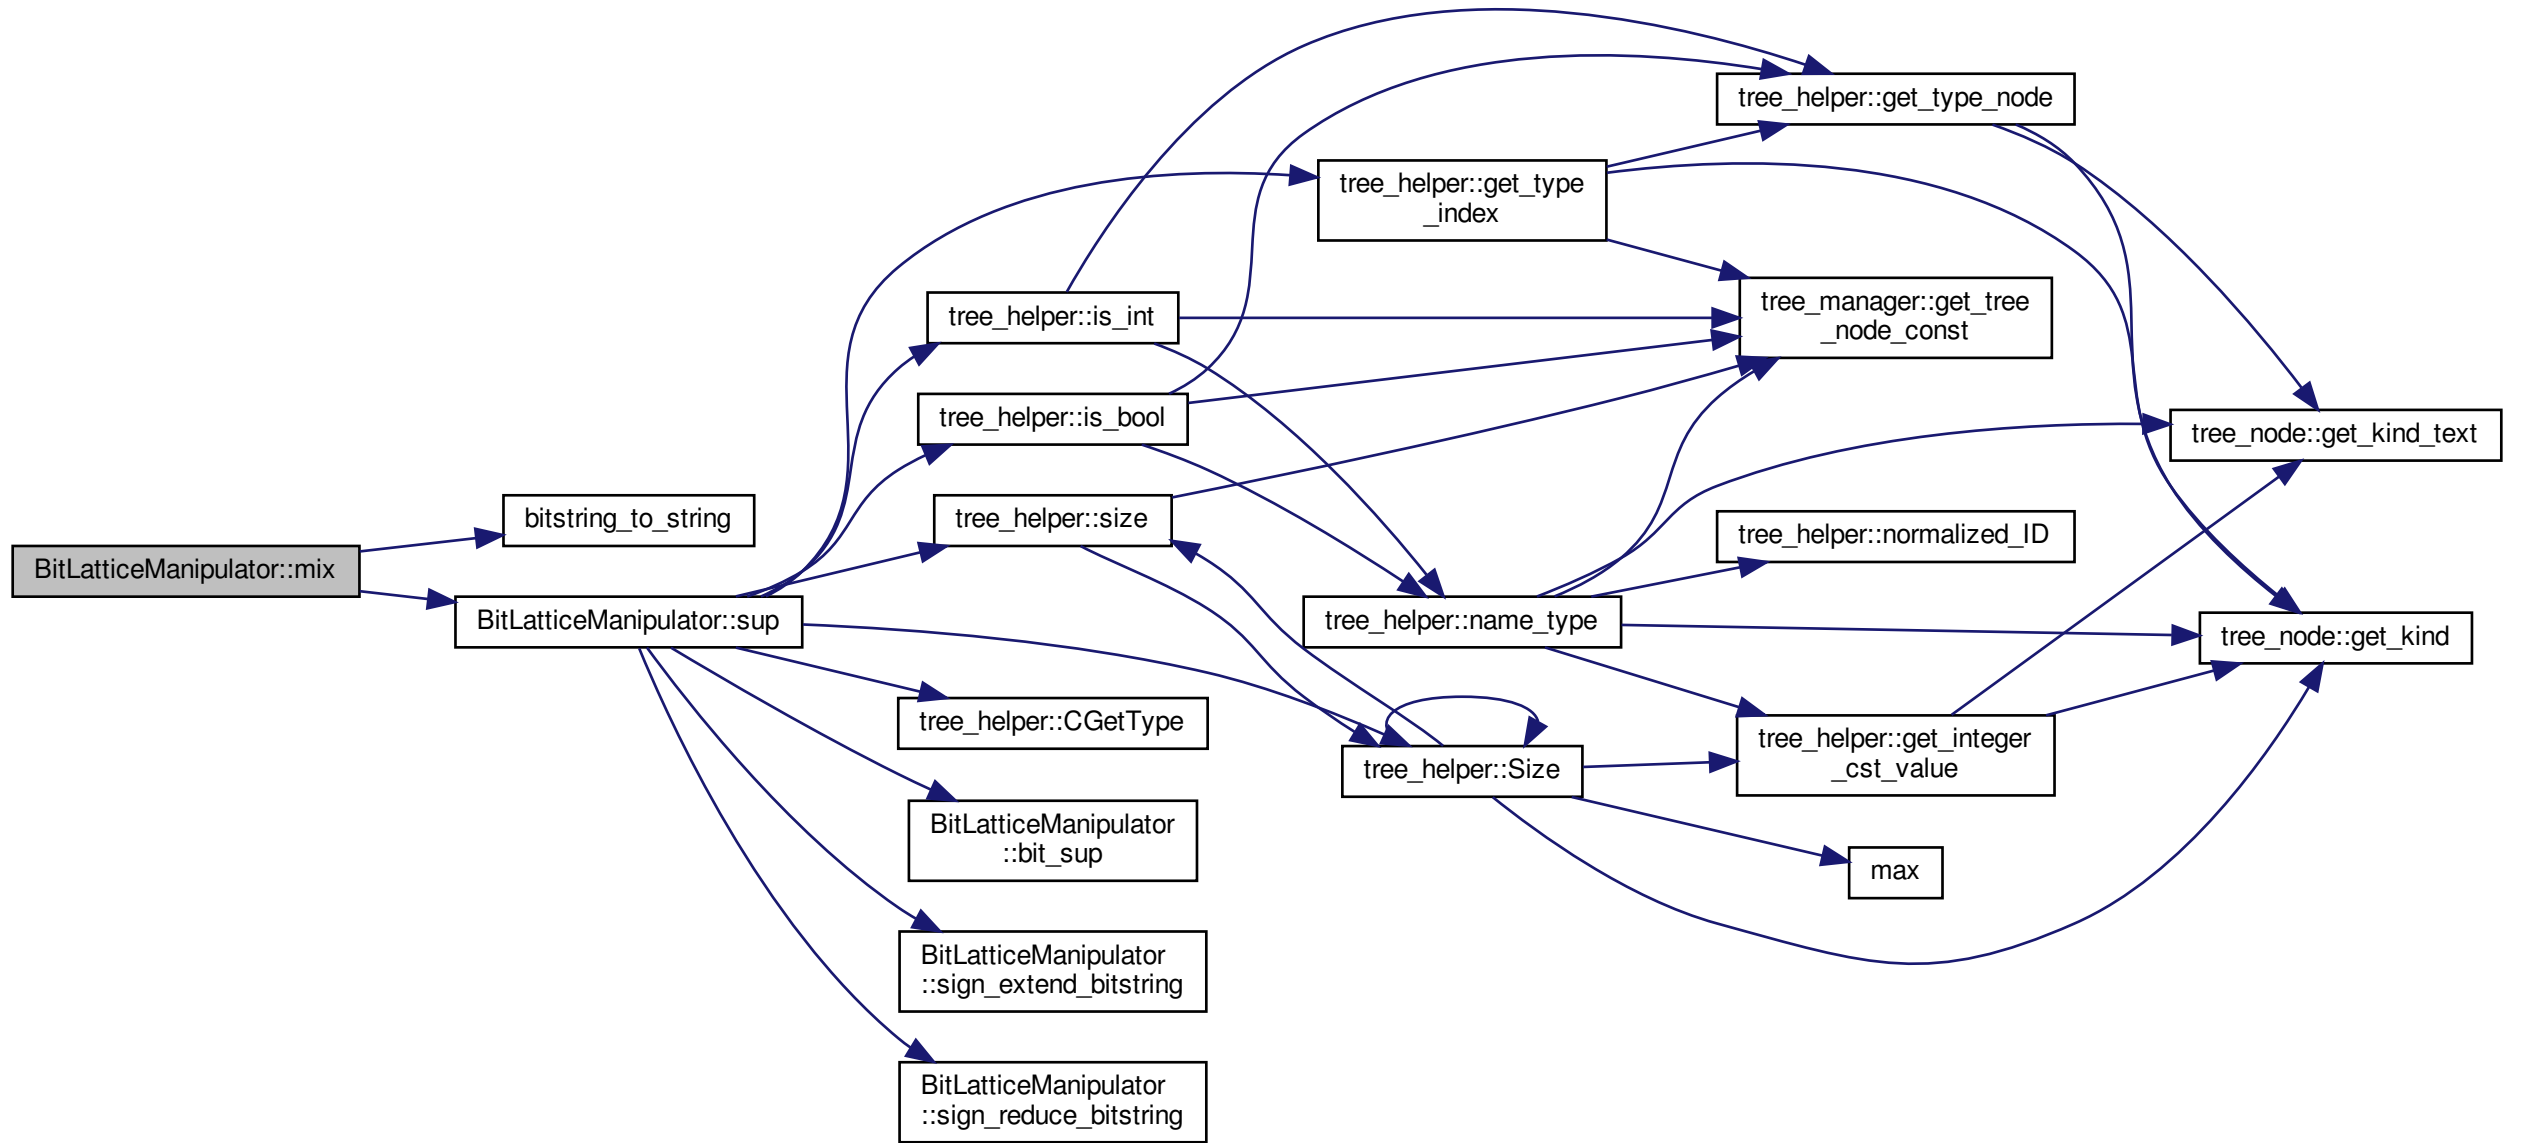 BitLatticeManipulator::mix
bitstring_to_string
BitLatticeManipulator::sup
tree_helper::is_int
tree_helper::is_bool
tree_helper::size
tree_helper::CGetType
BitLatticeManipulator
::bit_sup
BitLatticeManipulator
::sign_extend_bitstring
BitLatticeManipulator
::sign_reduce_bitstring
tree_helper::get_type
_index
tree_helper::name_type
tree_helper::Size
tree_helper::get_type_node
tree_manager::get_tree
_node_const
tree_helper::normalized_ID
tree_helper::get_integer
_cst_value
max
tree_node::get_kind_text
tree_node::get_kind